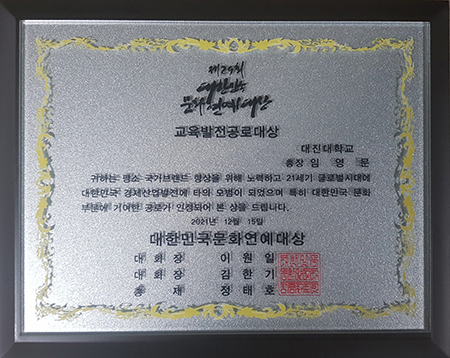 제29회
대한민국
문화연예대상
교육발전공로대상
대진대학교
총장 임영문
귀하는 평소 국가브랜드 향상을 위해 노력하고 21세기 글로벌시대에
대한민국 경제산업발전에 타의 모범이 되었으며 특히 대한민국 문화
부문에 기여한 공로가 인정되어 본 상을 드립니다.
2021년 12월 15일
대한민국문화연예대상
대회장 이원일
대회장 김한기
총재 정태호